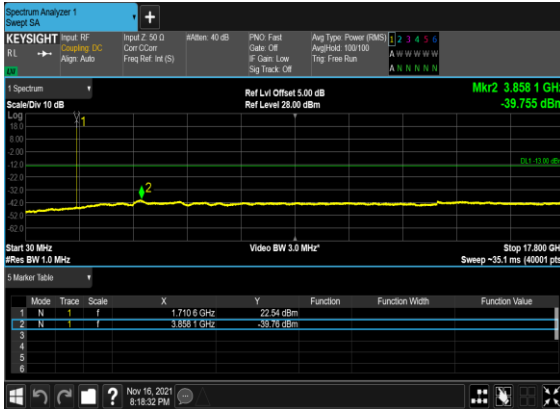 Spectrum Analyzer 1
Swept SA
+
KEYSIGHT
RL
Input: RF
Coupling: DC
Align: Auto
Input Z: 50 Ω
Corr CCorr
Freq Ref: Int (S)
#Atten: 40 dB
PNO: Fast
Gate: Off
IF Gain: Low
Sig Track: Off
Avg Type: Power (RMS)
Avg|Hold: 100/100
Trig: Free Run
1 2 3 4 5 6
A W W W W W
A N N N N N
1 Spectrum
Scale/Div 10 dB
Ref Lvl Offset 5.00 dB
Ref Level 28.00 dBm
Mkr2 3.858 1 GHz
-39.755 dBm
Log
18.0
8.00
-2.00
-12.0
-22.0
-32.0
-42.0
-52.0
-62.0
1
2
DL1 -13.00 dBm
Start 30 MHz
#Res BW 1.0 MHz
Video BW 3.0 MHz*
Stop 17.800 GH
Sweep ~35.1 ms (40001 pts
5 Marker Table
Mode Trace Scale X Y Function Function Width Function Value
1 N 1 f 1.710 6 GHz 22.54 dBm
2 N 1 f 3.858 1 GHz -39.76 dBm
3
4
5
6
?
Nov 16, 2021
8:18:32 PM